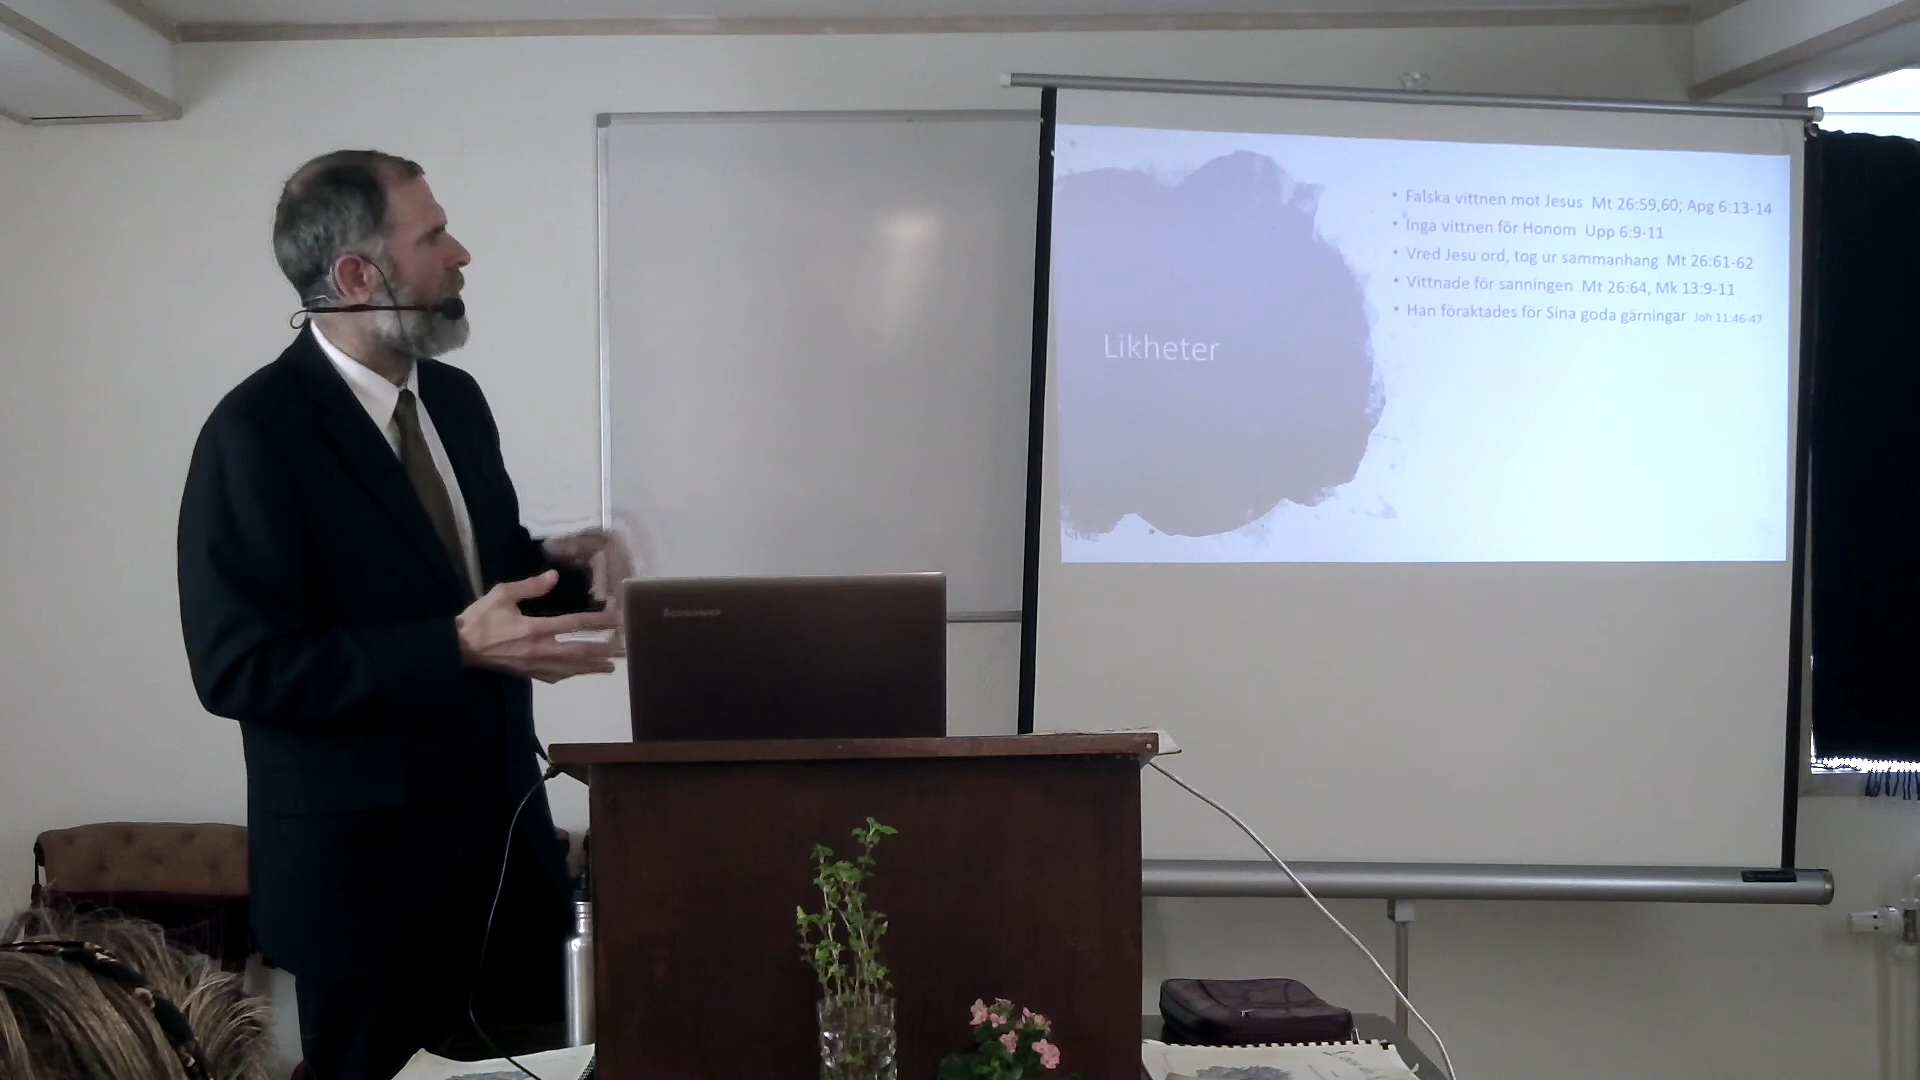 Likheter
• Falska vittnen mot Jesus Mt 26:59,60; Apg 6:13-14
• Inga vittnen för Honom Upp 6:9-11
• Vred Jesu ord, tog ur sammanhang Mt 26:61-62
• Vittnade för sanningen Mt 26:64, Mk 13:9-11
• Han föraktades för Sina goda gärningar Joh 11:46-47
lenovo